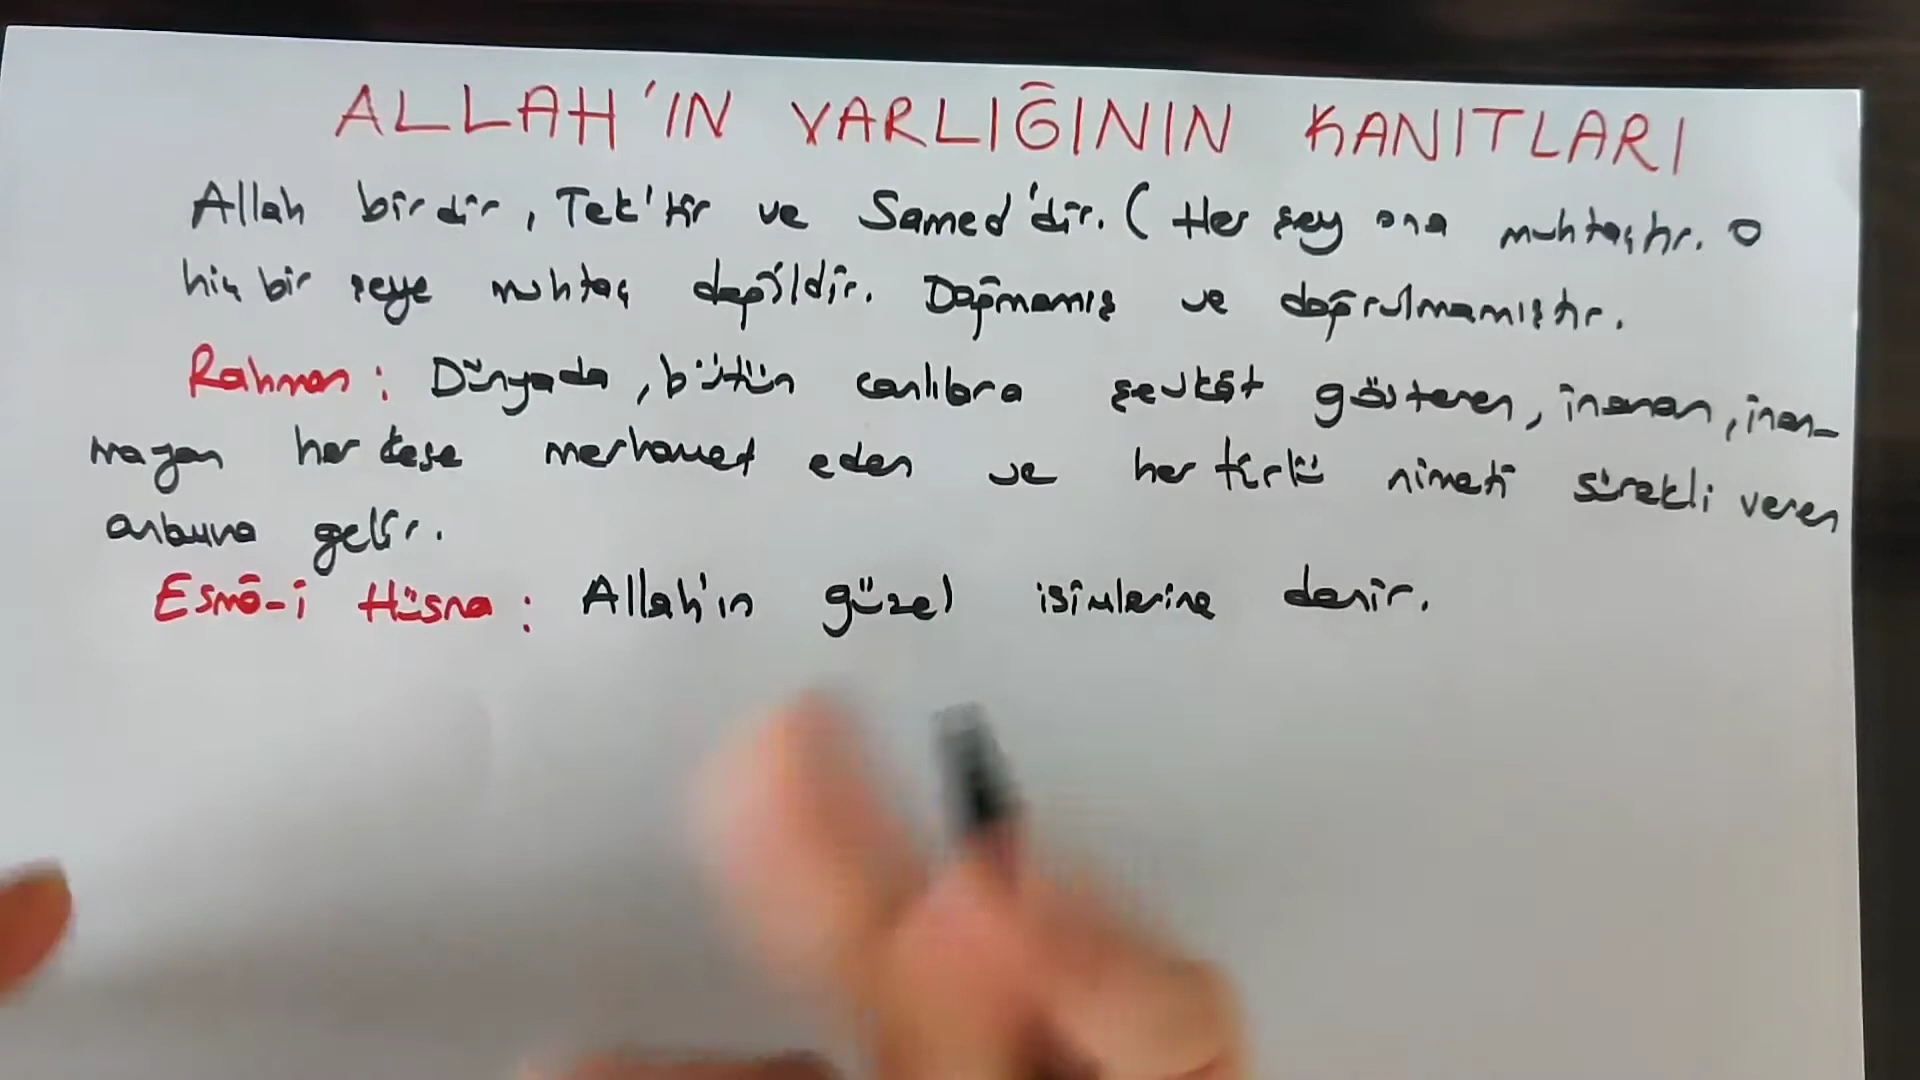 ALLAH'IN VARLIĞININ KANITLARI
Allah birdir, Tek'tir ve Samed'dir. ( Her şey ona muhtaçtır. O
hiç bir şeye muhtaç değildir. Doğmamış ve doğrulmamıştır.
Rahman : Dünyada, bütün canlılara şevkât gösteren, inanan, inan-
mayan herkese merhamet eden ve her türlü nimeti sürekli veren
anlamına gelir.
Esmâ-i Hüsna : Allah'ın güzel isimlerine denir.